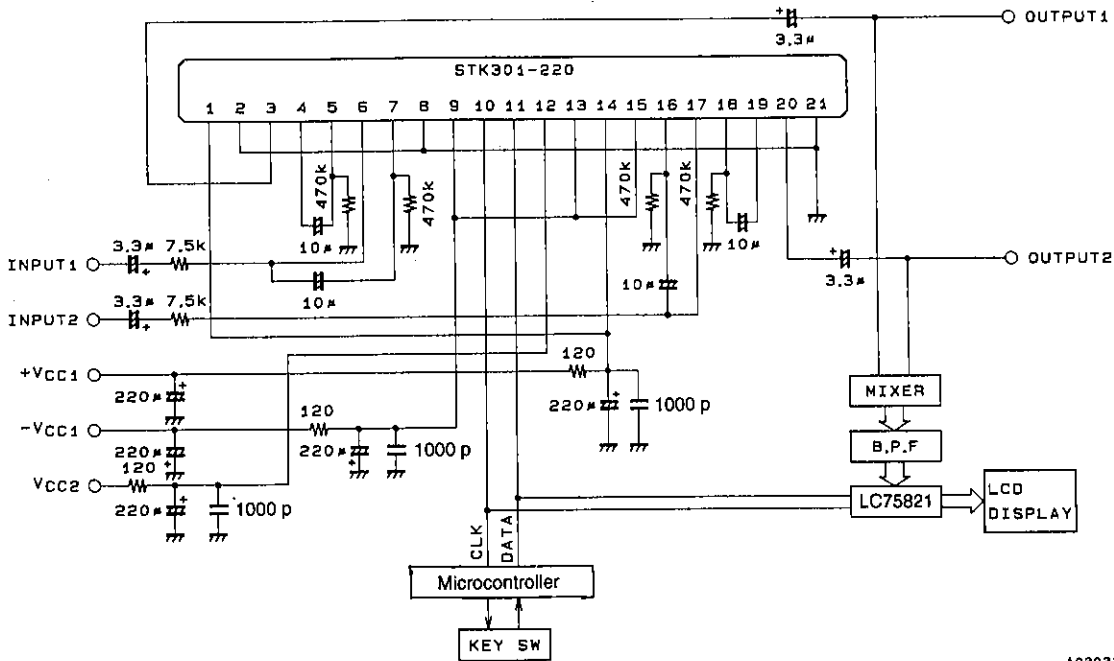 OUTPUT1
3.3μ
STK301-220
1 2 3 4 5 6 7 8 9 10 11 12 13 14 15 16 17 18 19 20 21
470k
470k
470k
470k
10μ
10μ
3.3μ 7.5k
INPUT1
10μ
10μ
3.3μ
OUTPUT2
3.3μ 7.5k
INPUT2
120
+VCC1
220μ
220μ
1000 p
MIXER
120
-VCC1
220μ
220μ
1000 p
B.P.F
120
VCC2
220μ
1000 p
LC75821
LCD
DISPLAY
CLK
DATA
Microcontroller
KEY SW